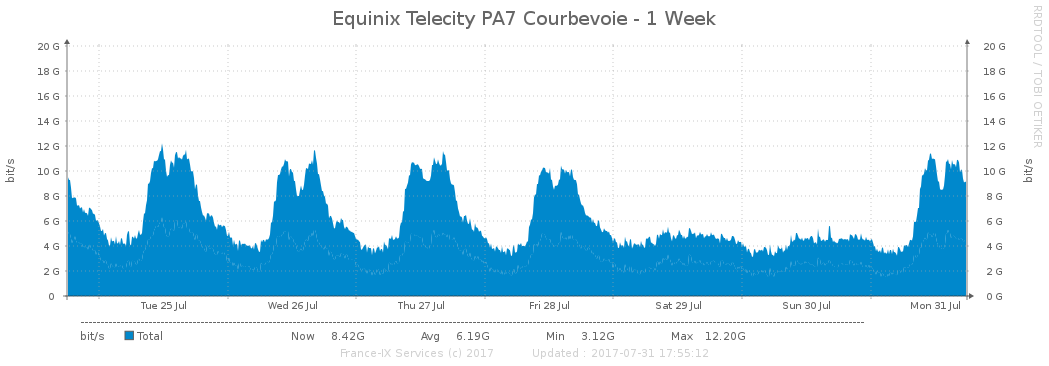 Equinix Telecity PA7 Courbevoie - 1 Week
RRDTOOL / TOBI OETIKER
bit/s
20 G 20 G
18 G 18 G
16 G 16 G
14 G 14 G
12 G 12 G
10 G 10 G
8 G 8 G
6 G 6 G
4 G 4 G
2 G 2 G
0 0 G
bit/s
Tue 25 Jul Wed 26 Jul Thu 27 Jul Fri 28 Jul Sat 29 Jul Sun 30 Jul Mon 31 Jul
bit/s Total Now 8.42G Avg 6.19G Min 3.12G Max 12.20G
France-IX Services (c) 2017 Updated : 2017-07-31 17:55:12